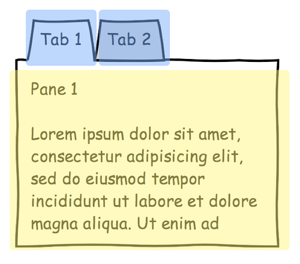 Tab 1 Tab 2
Pane 1
Lorem ipsum dolor sit amet,
consectetur adipisicing elit,
sed do eiusmod tempor
incididunt ut labore et dolore
magna aliqua. Ut enim ad